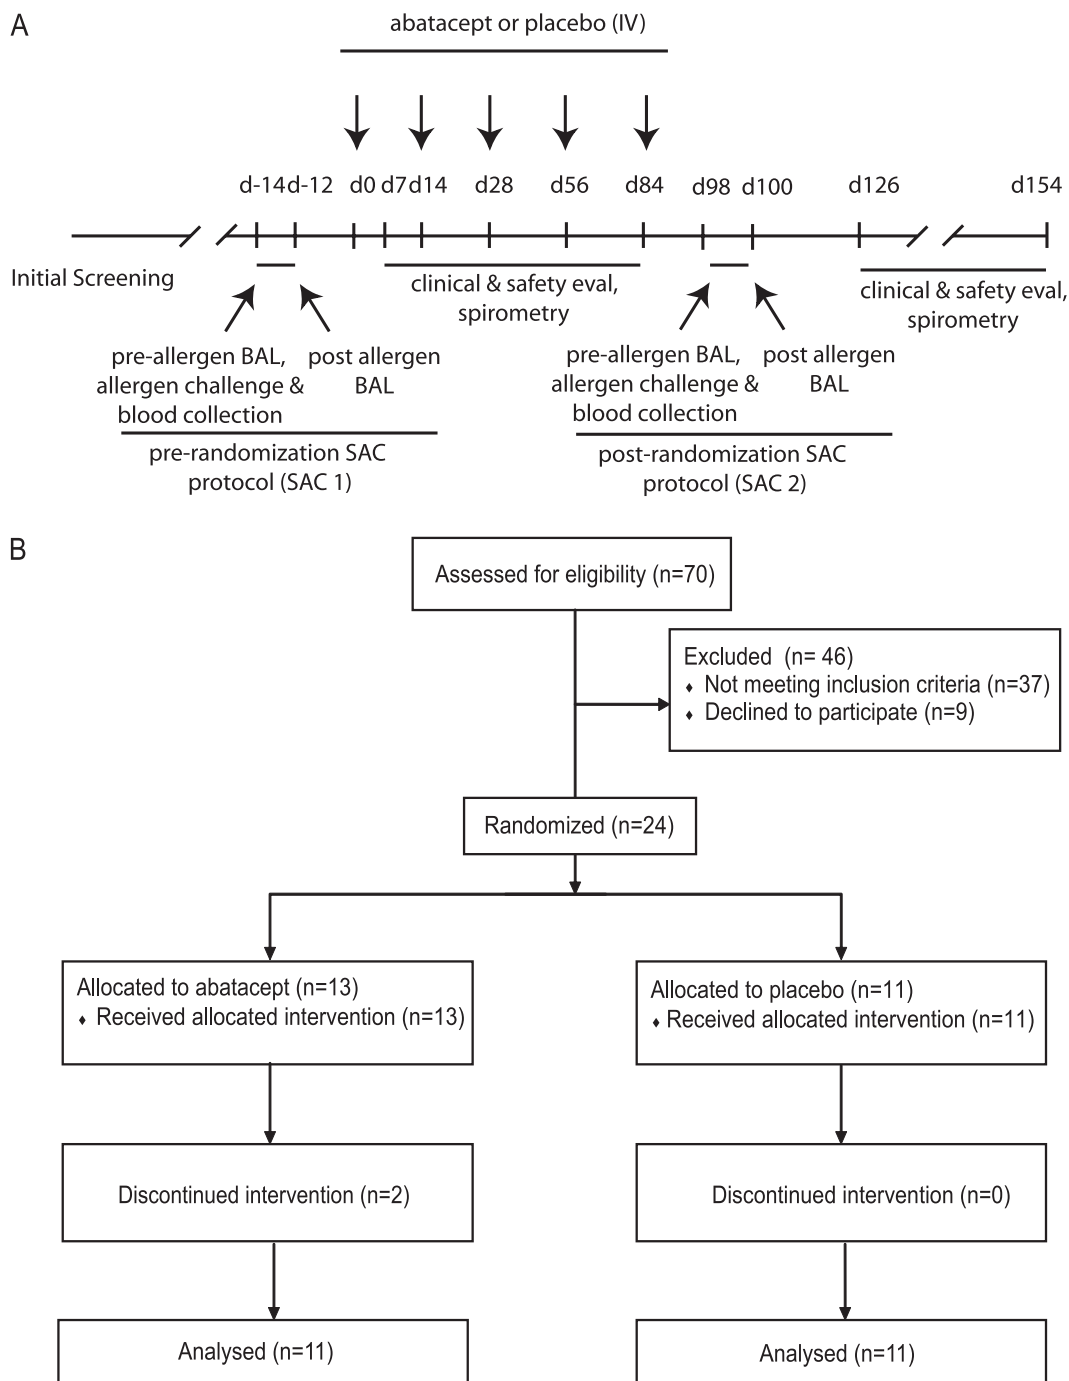 A
abatacept or placebo (IV)
d-14 d-12 d0 d7 d14 d28 d56 d84 d98 d100 d126 d154
Initial Screening
clinical & safety eval,
spirometry
clinical & safety eval,
spirometry
pre-allergen BAL,
allergen challenge &
blood collection
post allergen
BAL
pre-allergen BAL,
allergen challenge &
blood collection
post allergen
BAL
pre-randomization SAC
protocol (SAC 1)
post-randomization SAC
protocol (SAC 2)
B
Assessed for eligibility (n=70)
Excluded (n= 46)
♦ Not meeting inclusion criteria (n=37)
♦ Declined to participate (n=9)
Randomized (n=24)
Allocated to abatacept (n=13)
♦ Received allocated intervention (n=13)
Allocated to placebo (n=11)
♦ Received allocated intervention (n=11)
Discontinued intervention (n=2)
Discontinued intervention (n=0)
Analysed (n=11)
Analysed (n=11)